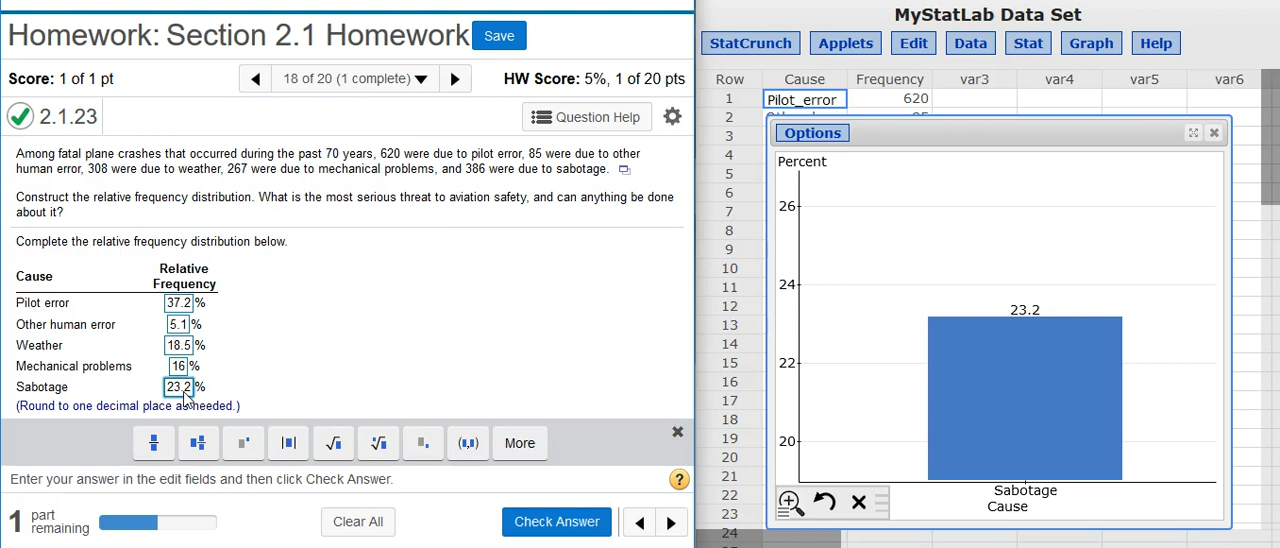 Homework: Section 2.1 Homework
Save
Score: 1 of 1 pt
18 of 20 (1 complete)
HW Score: 5%, 1 of 20 pts
2.1.23
Question Help
Among fatal plane crashes that occurred during the past 70 years, 620 were due to pilot error, 85 were due to other
human error, 308 were due to weather, 267 were due to mechanical problems, and 386 were due to sabotage.
Construct the relative frequency distribution. What is the most serious threat to aviation safety, and can anything be done
about it?
Complete the relative frequency distribution below.
Cause
Relative
Frequency
Pilot error 37.2 %
Other human error 5.1 %
Weather 18.5 %
Mechanical problems 16 %
Sabotage 23.2 %
(Round to one decimal place as needed.)
More
Enter your answer in the edit fields and then click Check Answer.
?
1 part
remaining
Clear All
Check Answer
MyStatLab Data Set
StatCrunch Applets Edit Data Stat Graph Help
Row Cause Frequency var3 var4 var5 var6
1 Pilot_error 620
2
3
4
5
6
7
8
9
10
11
12
13
14
15
16
17
18
19
20
21
22
23
24
Options
Percent
26
24
22
20
23.2
Sabotage
Cause